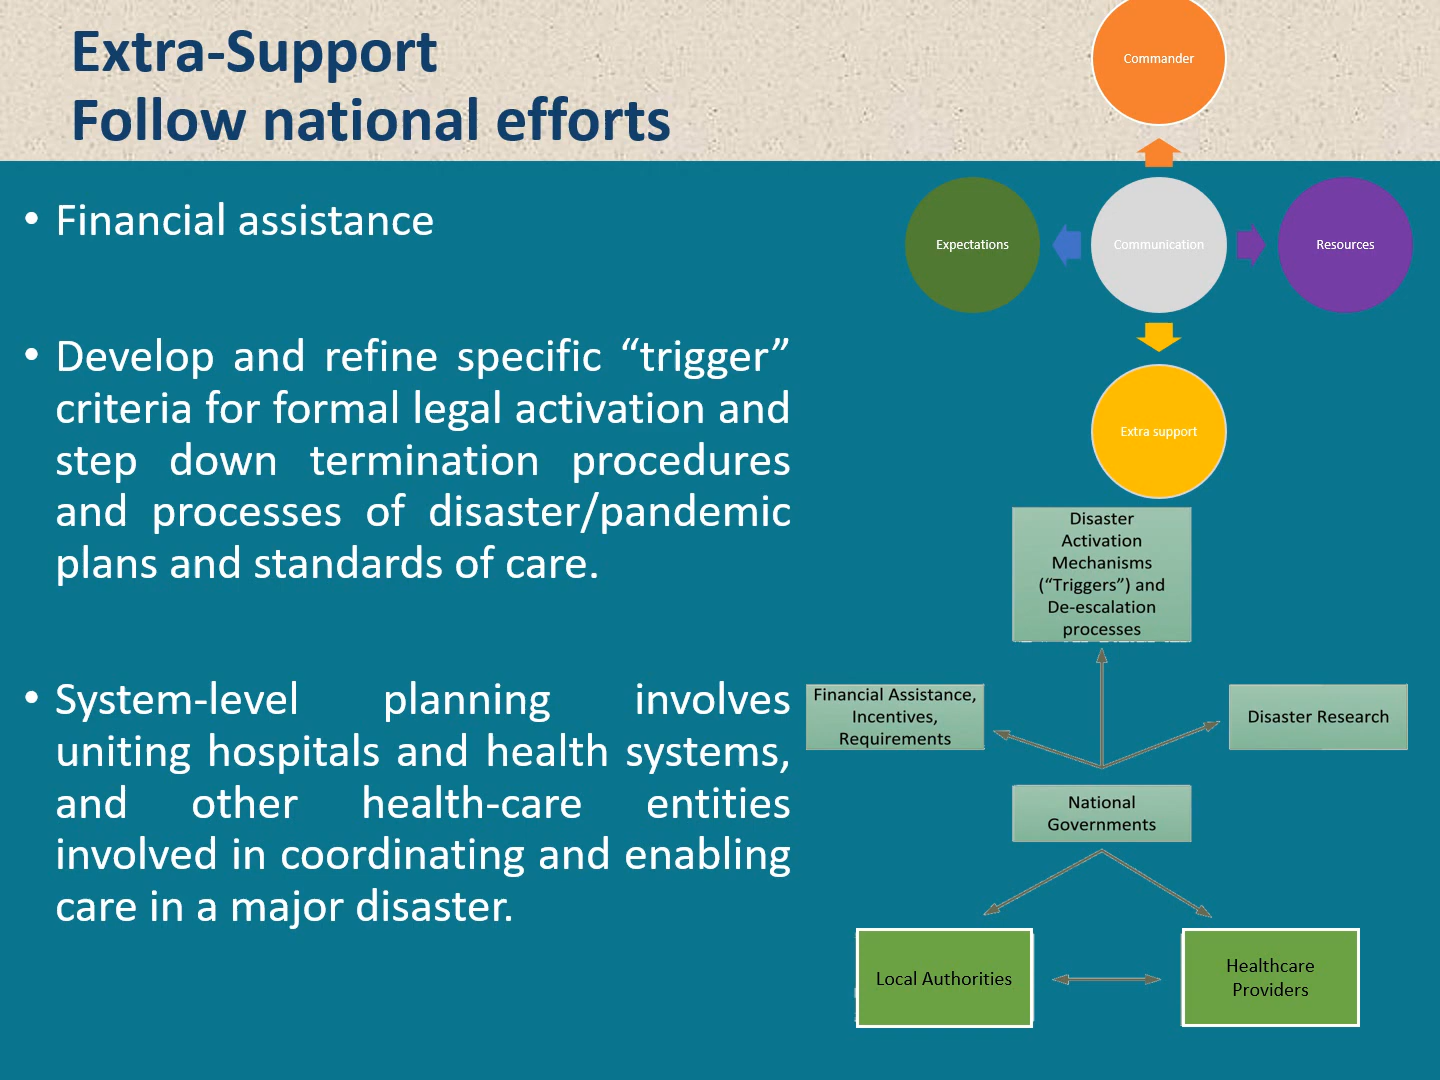 Extra-Support
Follow national efforts
• Financial assistance
• Develop and refine specific “trigger”
criteria for formal legal activation and
step down termination procedures
and processes of disaster/pandemic
plans and standards of care.
• System-level planning involves
uniting hospitals and health systems,
and other health-care entities
involved in coordinating and enabling
care in a major disaster.
Commander
Expectations
Communication
Resources
Extra support
Disaster
Activation
Mechanisms
(“Triggers”) and
De-escalation
processes
Financial Assistance,
Incentives,
Requirements
Disaster Research
National
Governments
Local Authorities
Healthcare
Providers